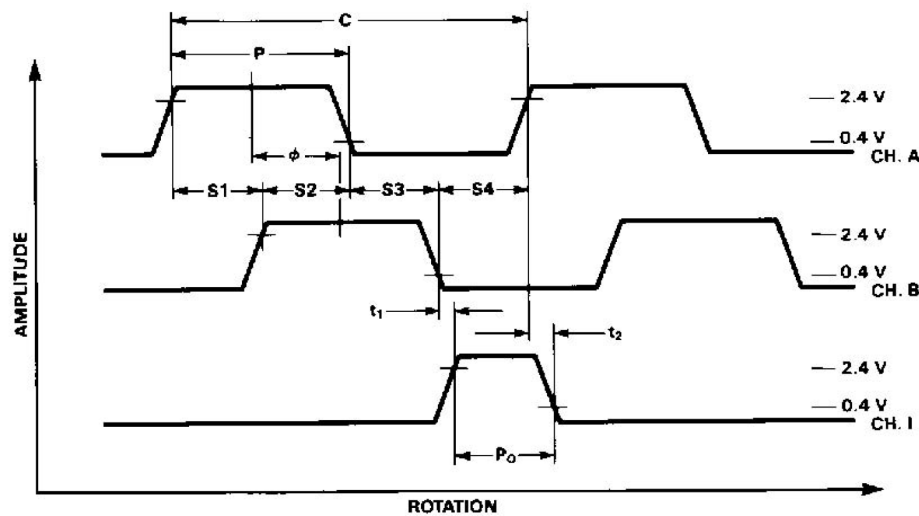 C
P
2.4 V
0.4 V
CH. A
ϕ
S1 S2 S3 S4
2.4 V
0.4 V
CH. B
t1
t2
2.4 V
0.4 V
CH. I
PO
AMPLITUDE
ROTATION